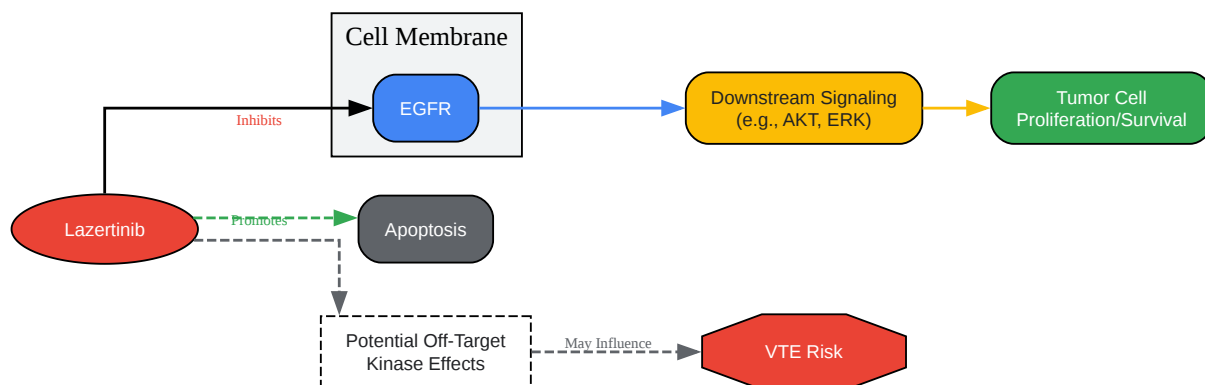 Cell Membrane
EGFR
Downstream Signaling
(e.g., AKT, ERK)
Tumor Cell
Proliferation/Survival
Inhibits
Lazertinib
Promotes
Apoptosis
Potential Off-Target
Kinase Effects
May Influence
VTE Risk